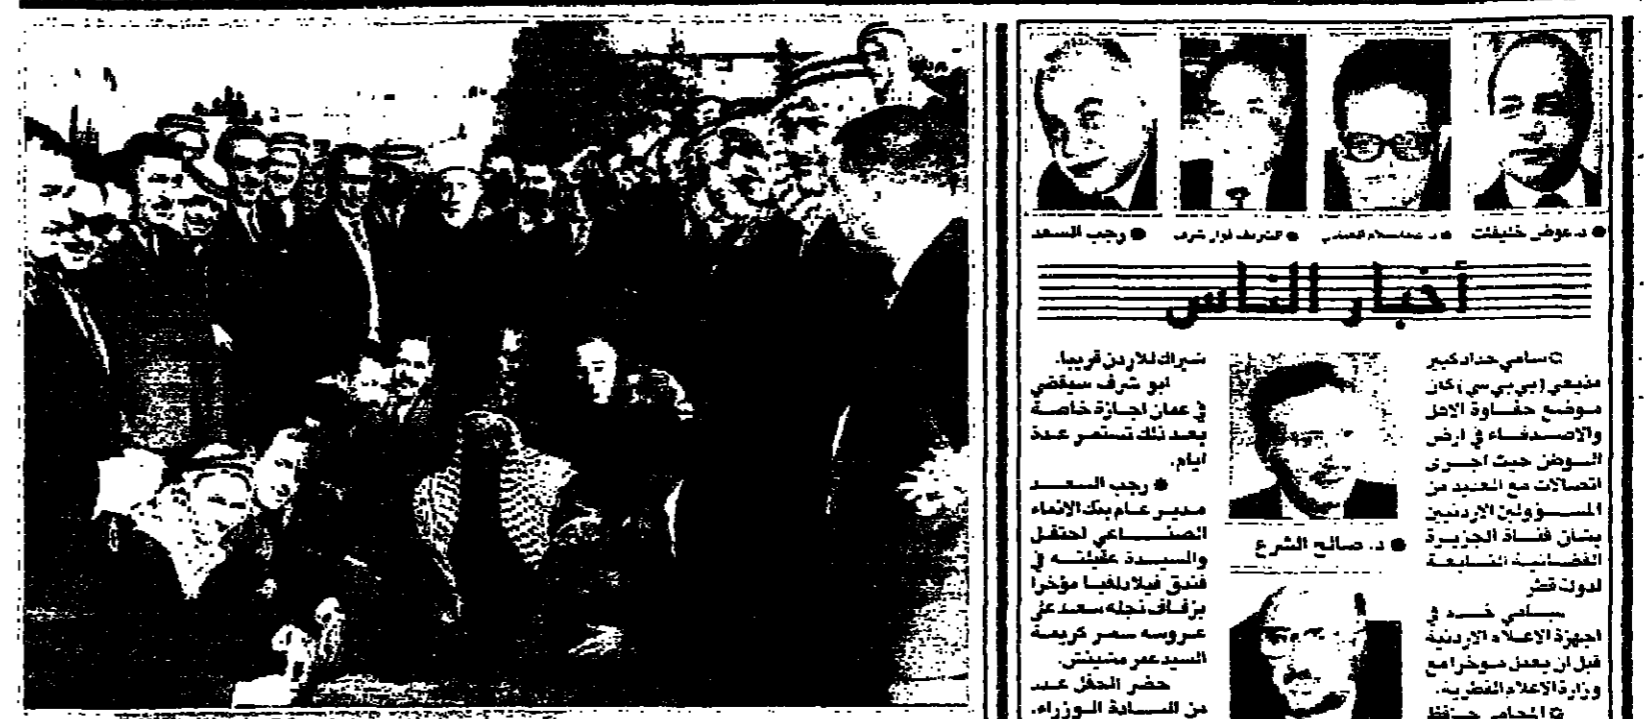 ● د. عوض خليفات
● د. عبدالسلام العبادي
● الشريف فواز شرف
● رجب السعد
أخبار الناس
○ سامي حداد كبير
مذيعي (بي بي سي) كان
موضع حفاوة الاهل
والاصدقاء في ارض
الوطن حيث اجرى
اتصالات مع العديد من
المسؤولين الاردنيين
بشأن قناة الجزيرة
الفضائية التابعة
لدولة قطر
سامي خدم في
اجهزة الاعلام الاردنية
قبل ان يعمل مؤخرا مع
وزارة الاعلام القطرية.
○ المحامي
● د. صالح الشرع
شيراك للاردن قريبا.
ابو شرف سيقضي
في عمان اجازة خاصة
بعد ذلك تستمر عدة
ايام.
● رجب السعد
مدير عام بنك الانماء
الصناعي احتفل
والسيدة عقيلته في
فندق فيلادلفيا مؤخرا
بزفاف نجله سعد على
عروسه سمر كريمة
السيد عمر مشينش.
حضر الحفل عدد
من السادة الوزراء،